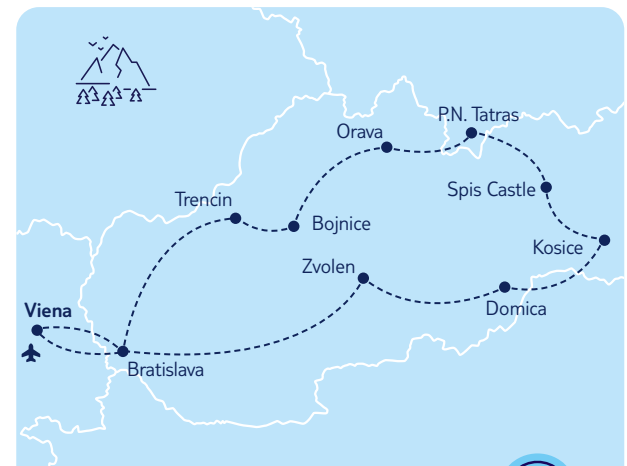 P.N. Tatras
Orava
Spis Castle
Trencin
Bojnice
Kosice
Zvolen
Domica
Viena
Bratislava